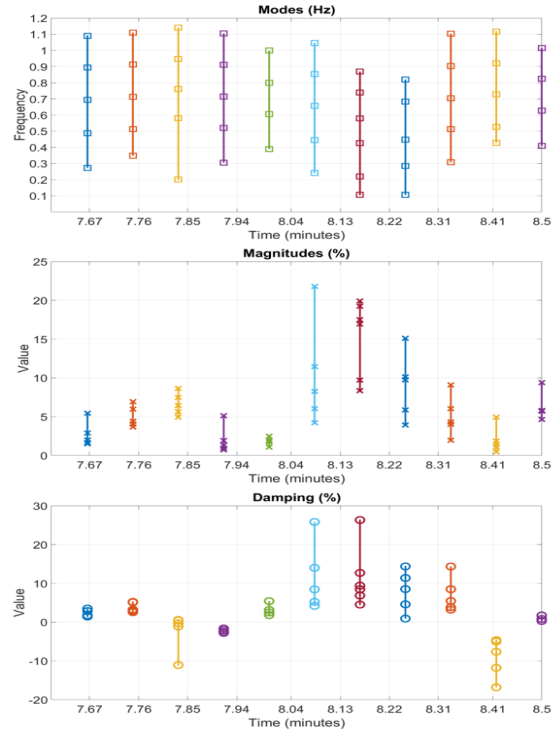 Modes (Hz)
1.2
1.1
1
0.9
0.8
0.7
0.6
0.5
0.4
0.3
0.2
0.1
Frequency
7.67 7.76 7.85 7.94 8.04 8.13 8.22 8.31 8.41 8.5
Time (minutes)
Magnitudes (%)
25
20
15
10
5
0
Value
7.67 7.76 7.85 7.94 8.04 8.13 8.22 8.31 8.41 8.5
Time (minutes)
Damping (%)
30
20
10
0
-10
-20
Value
7.67 7.76 7.85 7.94 8.04 8.13 8.22 8.31 8.41 8.5
Time (minutes)